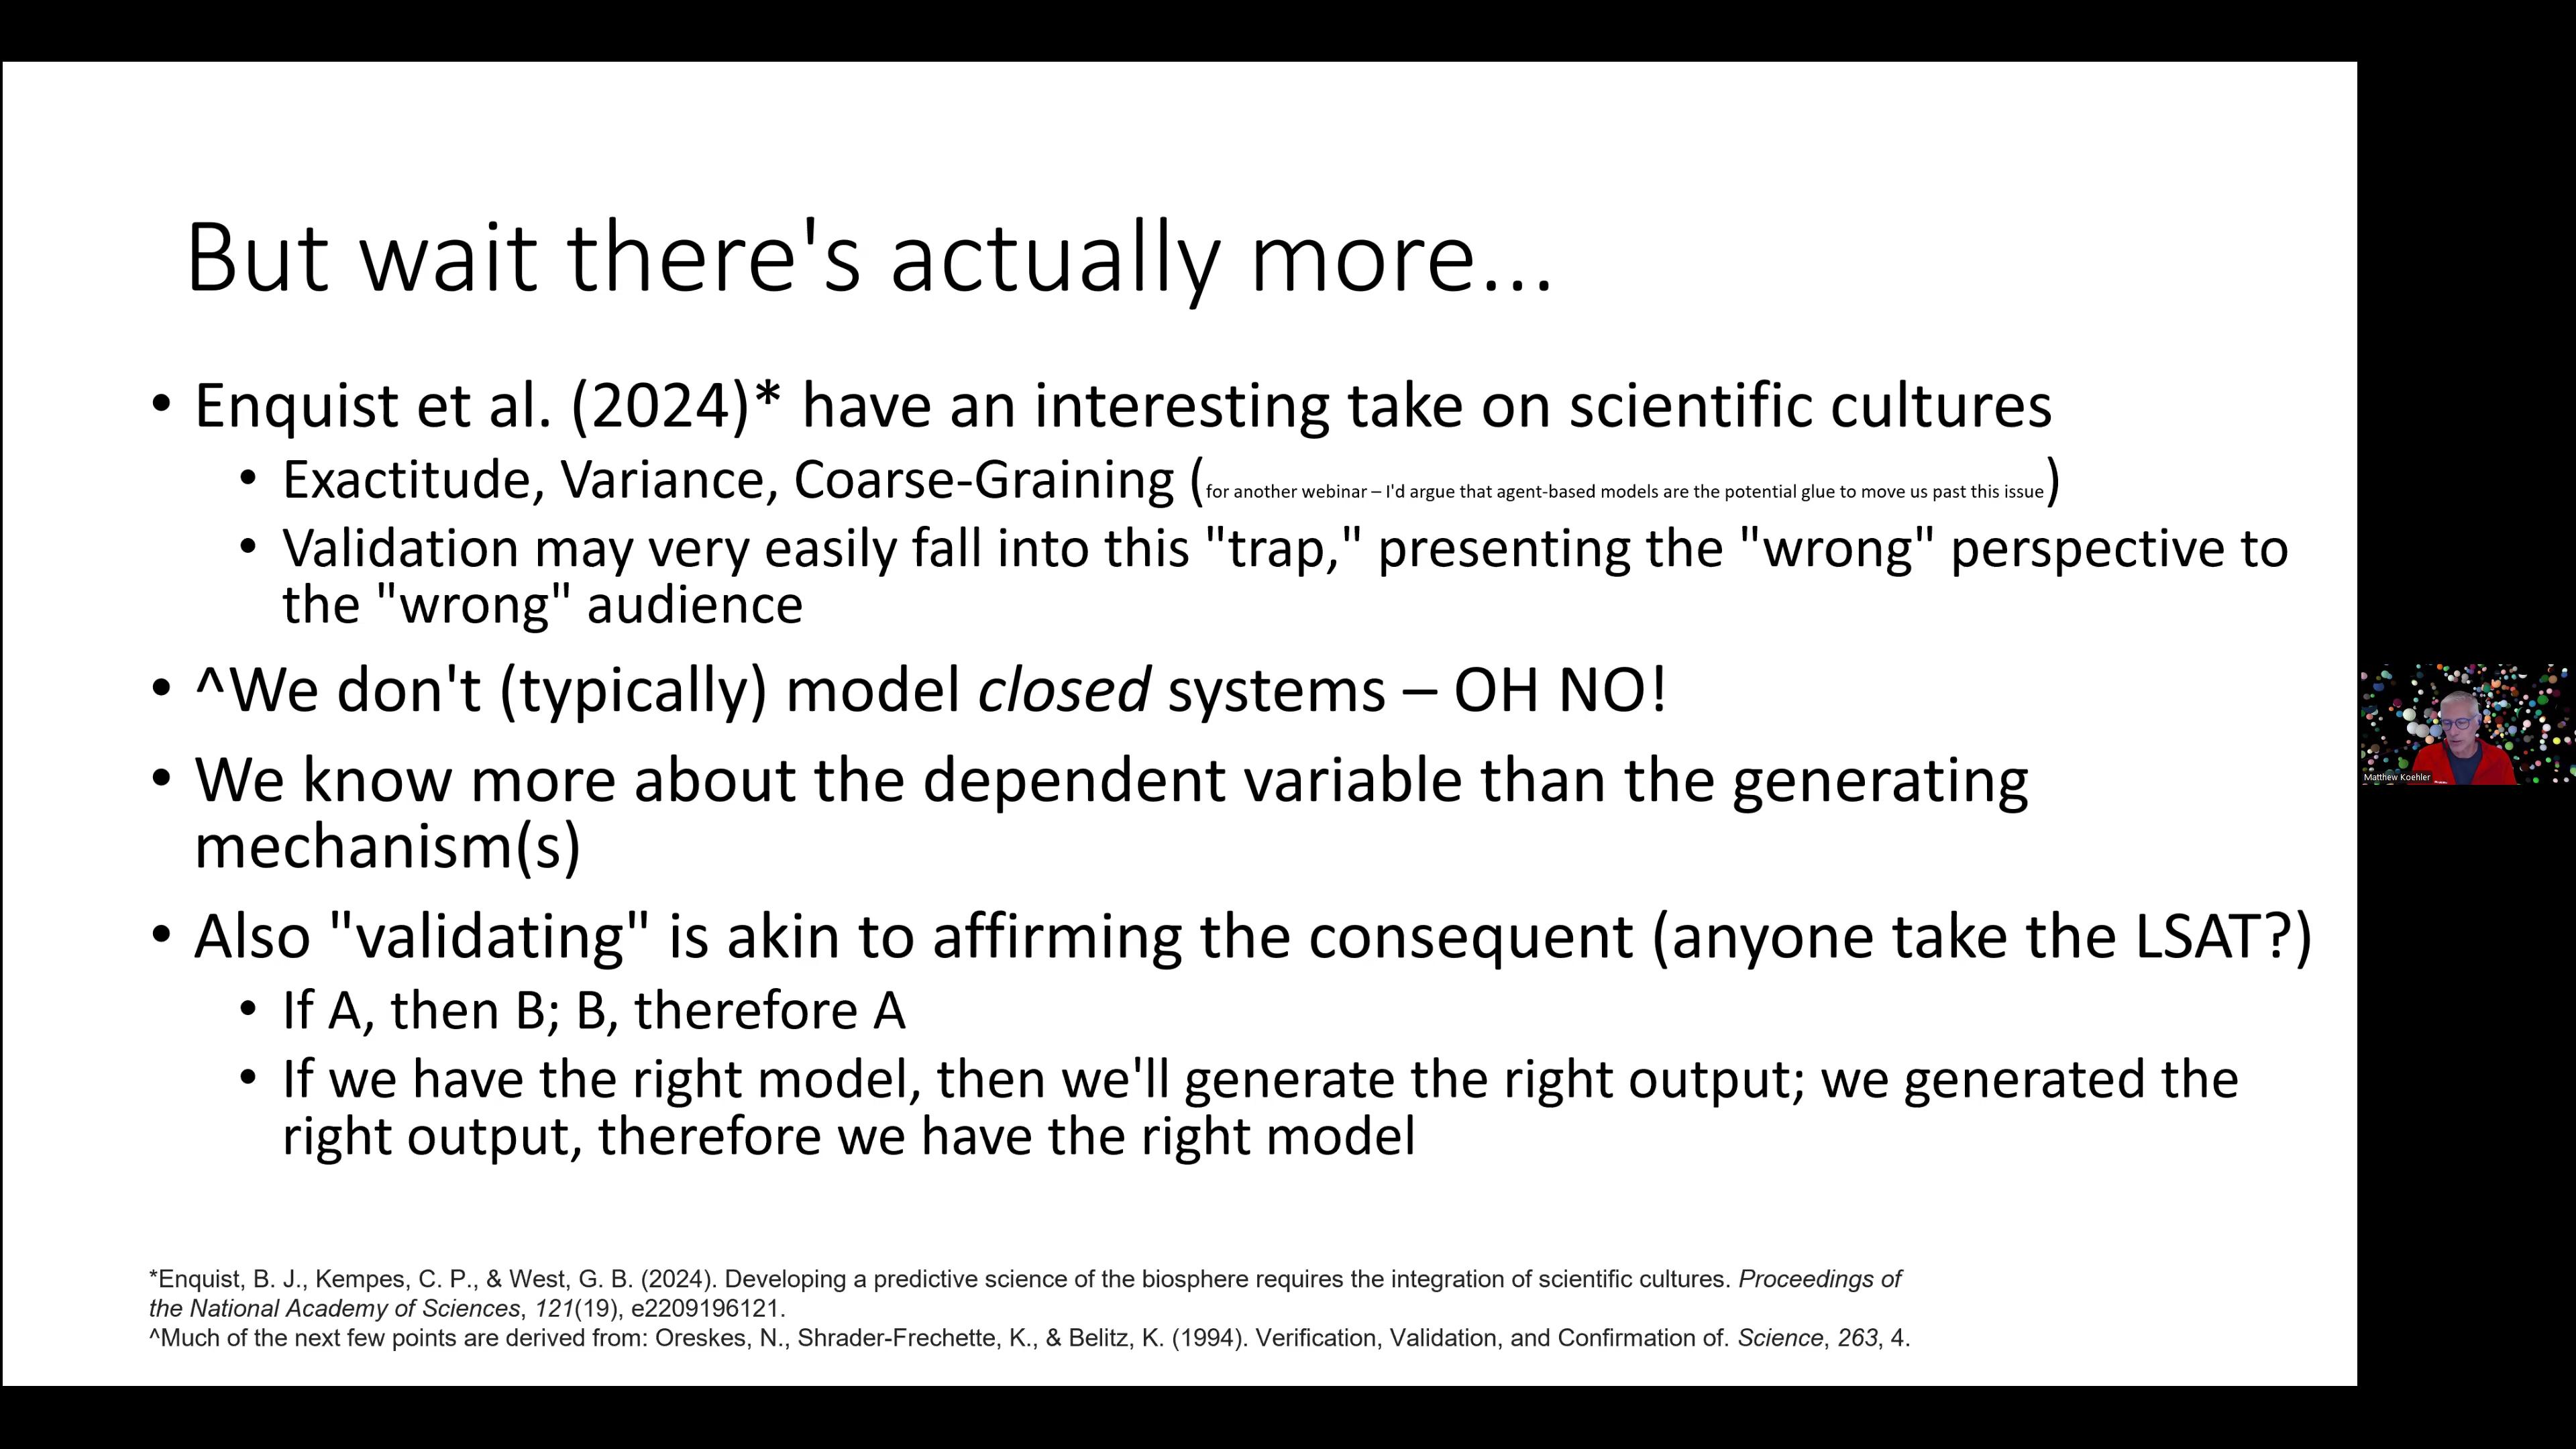 But wait there's actually more...
• Enquist et al. (2024)* have an interesting take on scientific cultures
• Exactitude, Variance, Coarse-Graining (for another webinar – I'd argue that agent-based models are the potential glue to move us past this issue)
• Validation may very easily fall into this "trap," presenting the "wrong" perspective to
the "wrong" audience
• ^We don't (typically) model closed systems – OH NO!
• We know more about the dependent variable than the generating
mechanism(s)
• Also "validating" is akin to affirming the consequent (anyone take the LSAT?)
• If A, then B; B, therefore A
• If we have the right model, then we'll generate the right output; we generated the
right output, therefore we have the right model
*Enquist, B. J., Kempes, C. P., & West, G. B. (2024). Developing a predictive science of the biosphere requires the integration of scientific cultures. Proceedings of
the National Academy of Sciences, 121(19), e2209196121.
^Much of the next few points are derived from: Oreskes, N., Shrader-Frechette, K., & Belitz, K. (1994). Verification, Validation, and Confirmation of. Science, 263, 4.
Matthew Koehler